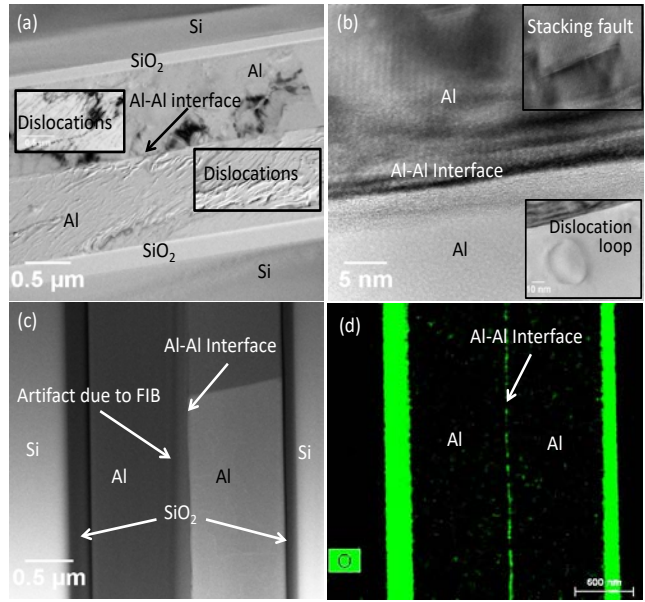 (a)
Si
SiO2
Al
Al-Al interface
Dislocations
Dislocations
Al
SiO2
Si
0.5 µm
(b)
Stacking fault
Al
Al-Al Interface
Dislocation
loop
Al
10 nm
5 nm
(c)
Al-Al Interface
Artifact due to FIB
Si
Al
Al
Si
SiO2
0.5 µm
(d)
Al-Al Interface
Al
Al
O
600 nm